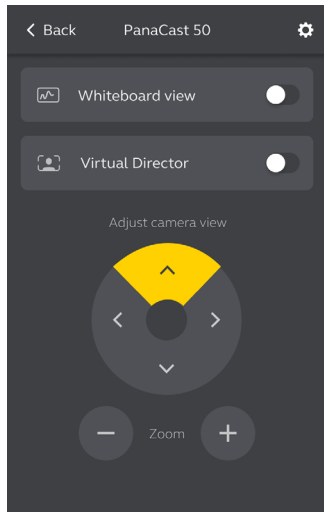 Back
PanaCast 50
Whiteboard view
Virtual Director
Adjust camera view
Zoom